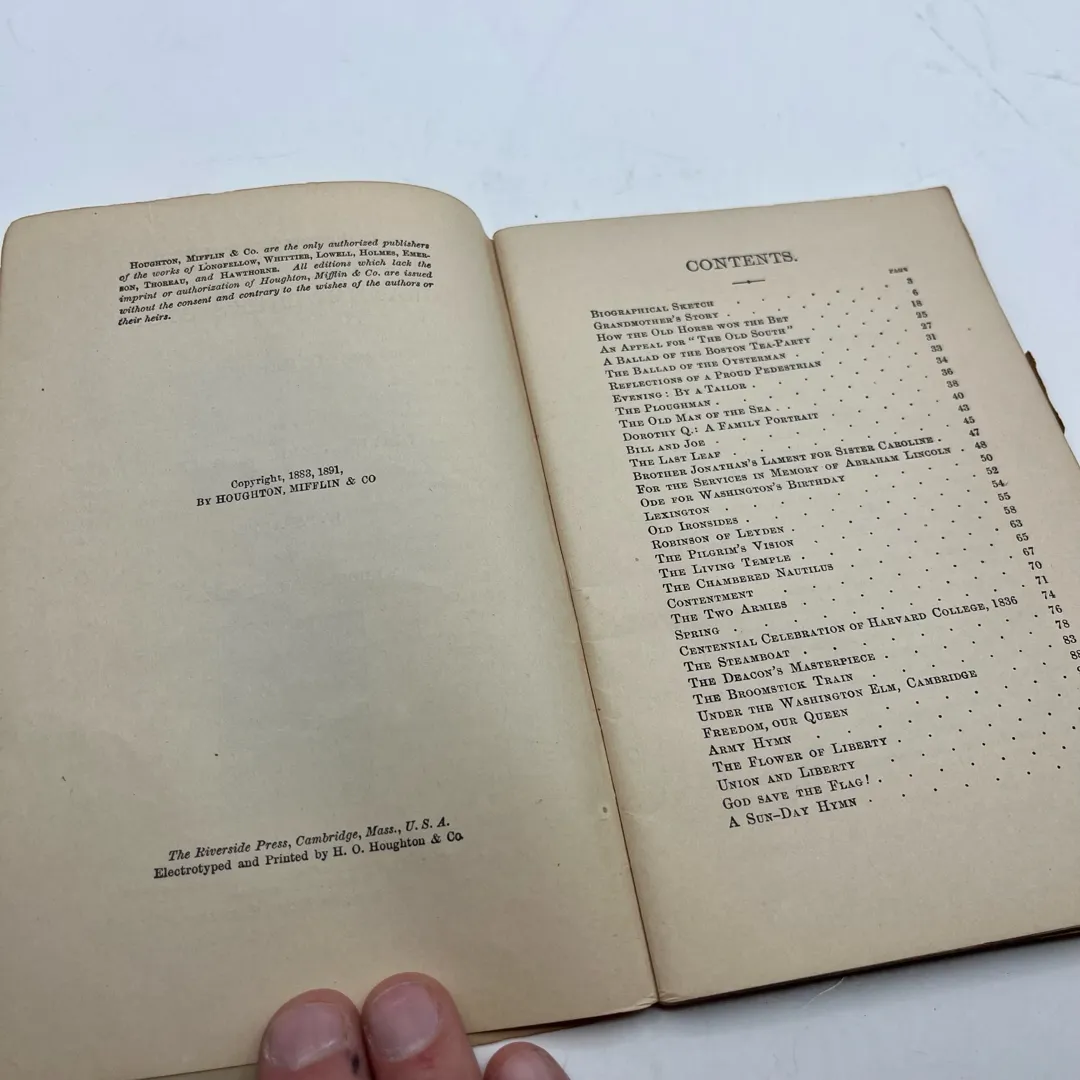 HOUGHTON, MIFFLIN & CO. are the only authorized publishers
of the works of LONGFELLOW, WHITTIER, LOWELL, HOLMES, EMER-
SON, THOREAU, and HAWTHORNE. All editions which lack the
imprint or authorization of Houghton, Mifflin & Co. are issued
without the consent and contrary to the wishes of the authors or
their heirs.
Copyright, 1883, 1891,
BY HOUGHTON, MIFFLIN & CO
The Riverside Press, Cambridge, Mass., U. S. A.
Electrotyped and Printed by H. O. Houghton & Co.
CONTENTS.
PAGE
BIOGRAPHICAL SKETCH 3
GRANDMOTHER'S STORY 6
HOW THE OLD HORSE WON THE BET 18
AN APPEAL FOR "THE OLD SOUTH" 25
A BALLAD OF THE BOSTON TEA-PARTY 27
THE BALLAD OF THE OYSTERMAN 31
REFLECTIONS OF A PROUD PEDESTRIAN 33
EVENING: BY A TAILOR 34
THE PLOUGHMAN 36
THE OLD MAN OF THE SEA 38
DOROTHY Q.: A FAMILY PORTRAIT 40
BILL AND JOE 43
THE LAST LEAF 45
BROTHER JONATHAN'S LAMENT FOR SISTER CAROLINE 47
FOR THE SERVICES IN MEMORY OF ABRAHAM LINCOLN 48
ODE FOR WASHINGTON'S BIRTHDAY 50
LEXINGTON 52
OLD IRONSIDES 54
ROBINSON OF LEYDEN 55
THE PILGRIM'S VISION 58
THE LIVING TEMPLE 63
THE CHAMBERED NAUTILUS 65
CONTENTMENT 67
THE TWO ARMIES 70
SPRING 71
CENTENNIAL CELEBRATION OF HARVARD COLLEGE, 1836 74
THE STEAMBOAT 76
THE DEACON'S MASTERPIECE 78
THE BROOMSTICK TRAIN 83
UNDER THE WASHINGTON ELM, CAMBRIDGE 88
FREEDOM, OUR QUEEN
ARMY HYMN
THE FLOWER OF LIBERTY
UNION AND LIBERTY
GOD SAVE THE FLAG!
A SUN-DAY HYMN